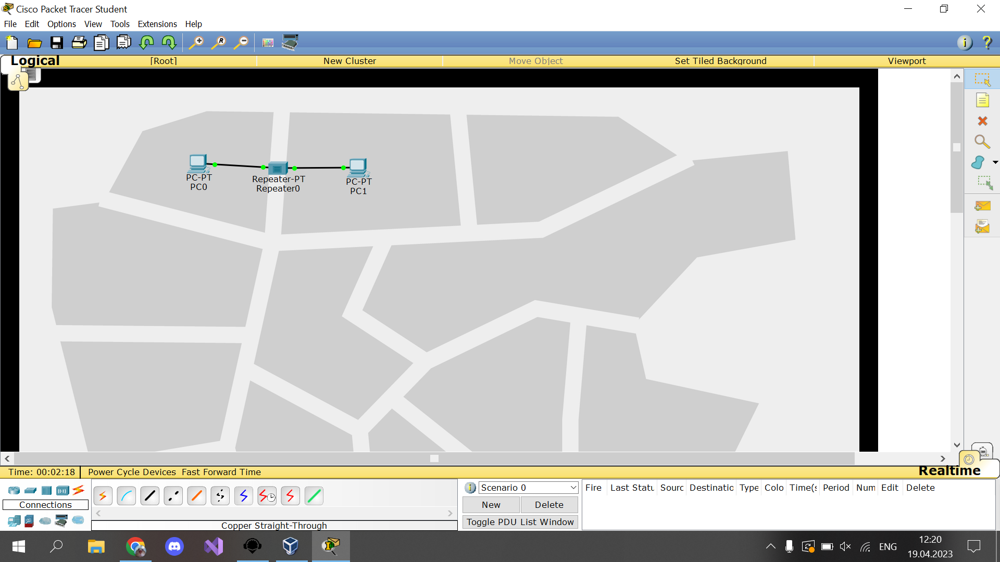 Cisco Packet Tracer Student
File Edit Options View Tools Extensions Help
Logical [Root] New Cluster Move Object Set Tiled Background Viewport
PC-PT
PC0
Repeater-PT
Repeater0
PC-PT
PC1
Time: 00:02:18 Power Cycle Devices Fast Forward Time Realtime
Connections
Copper Straight-Through
Scenario 0
New Delete
Toggle PDU List Window
Fire Last Statu Sourc Destinatio Type Colo Time(s Period Num Edit Delete
ENG
12:20
19.04.2023